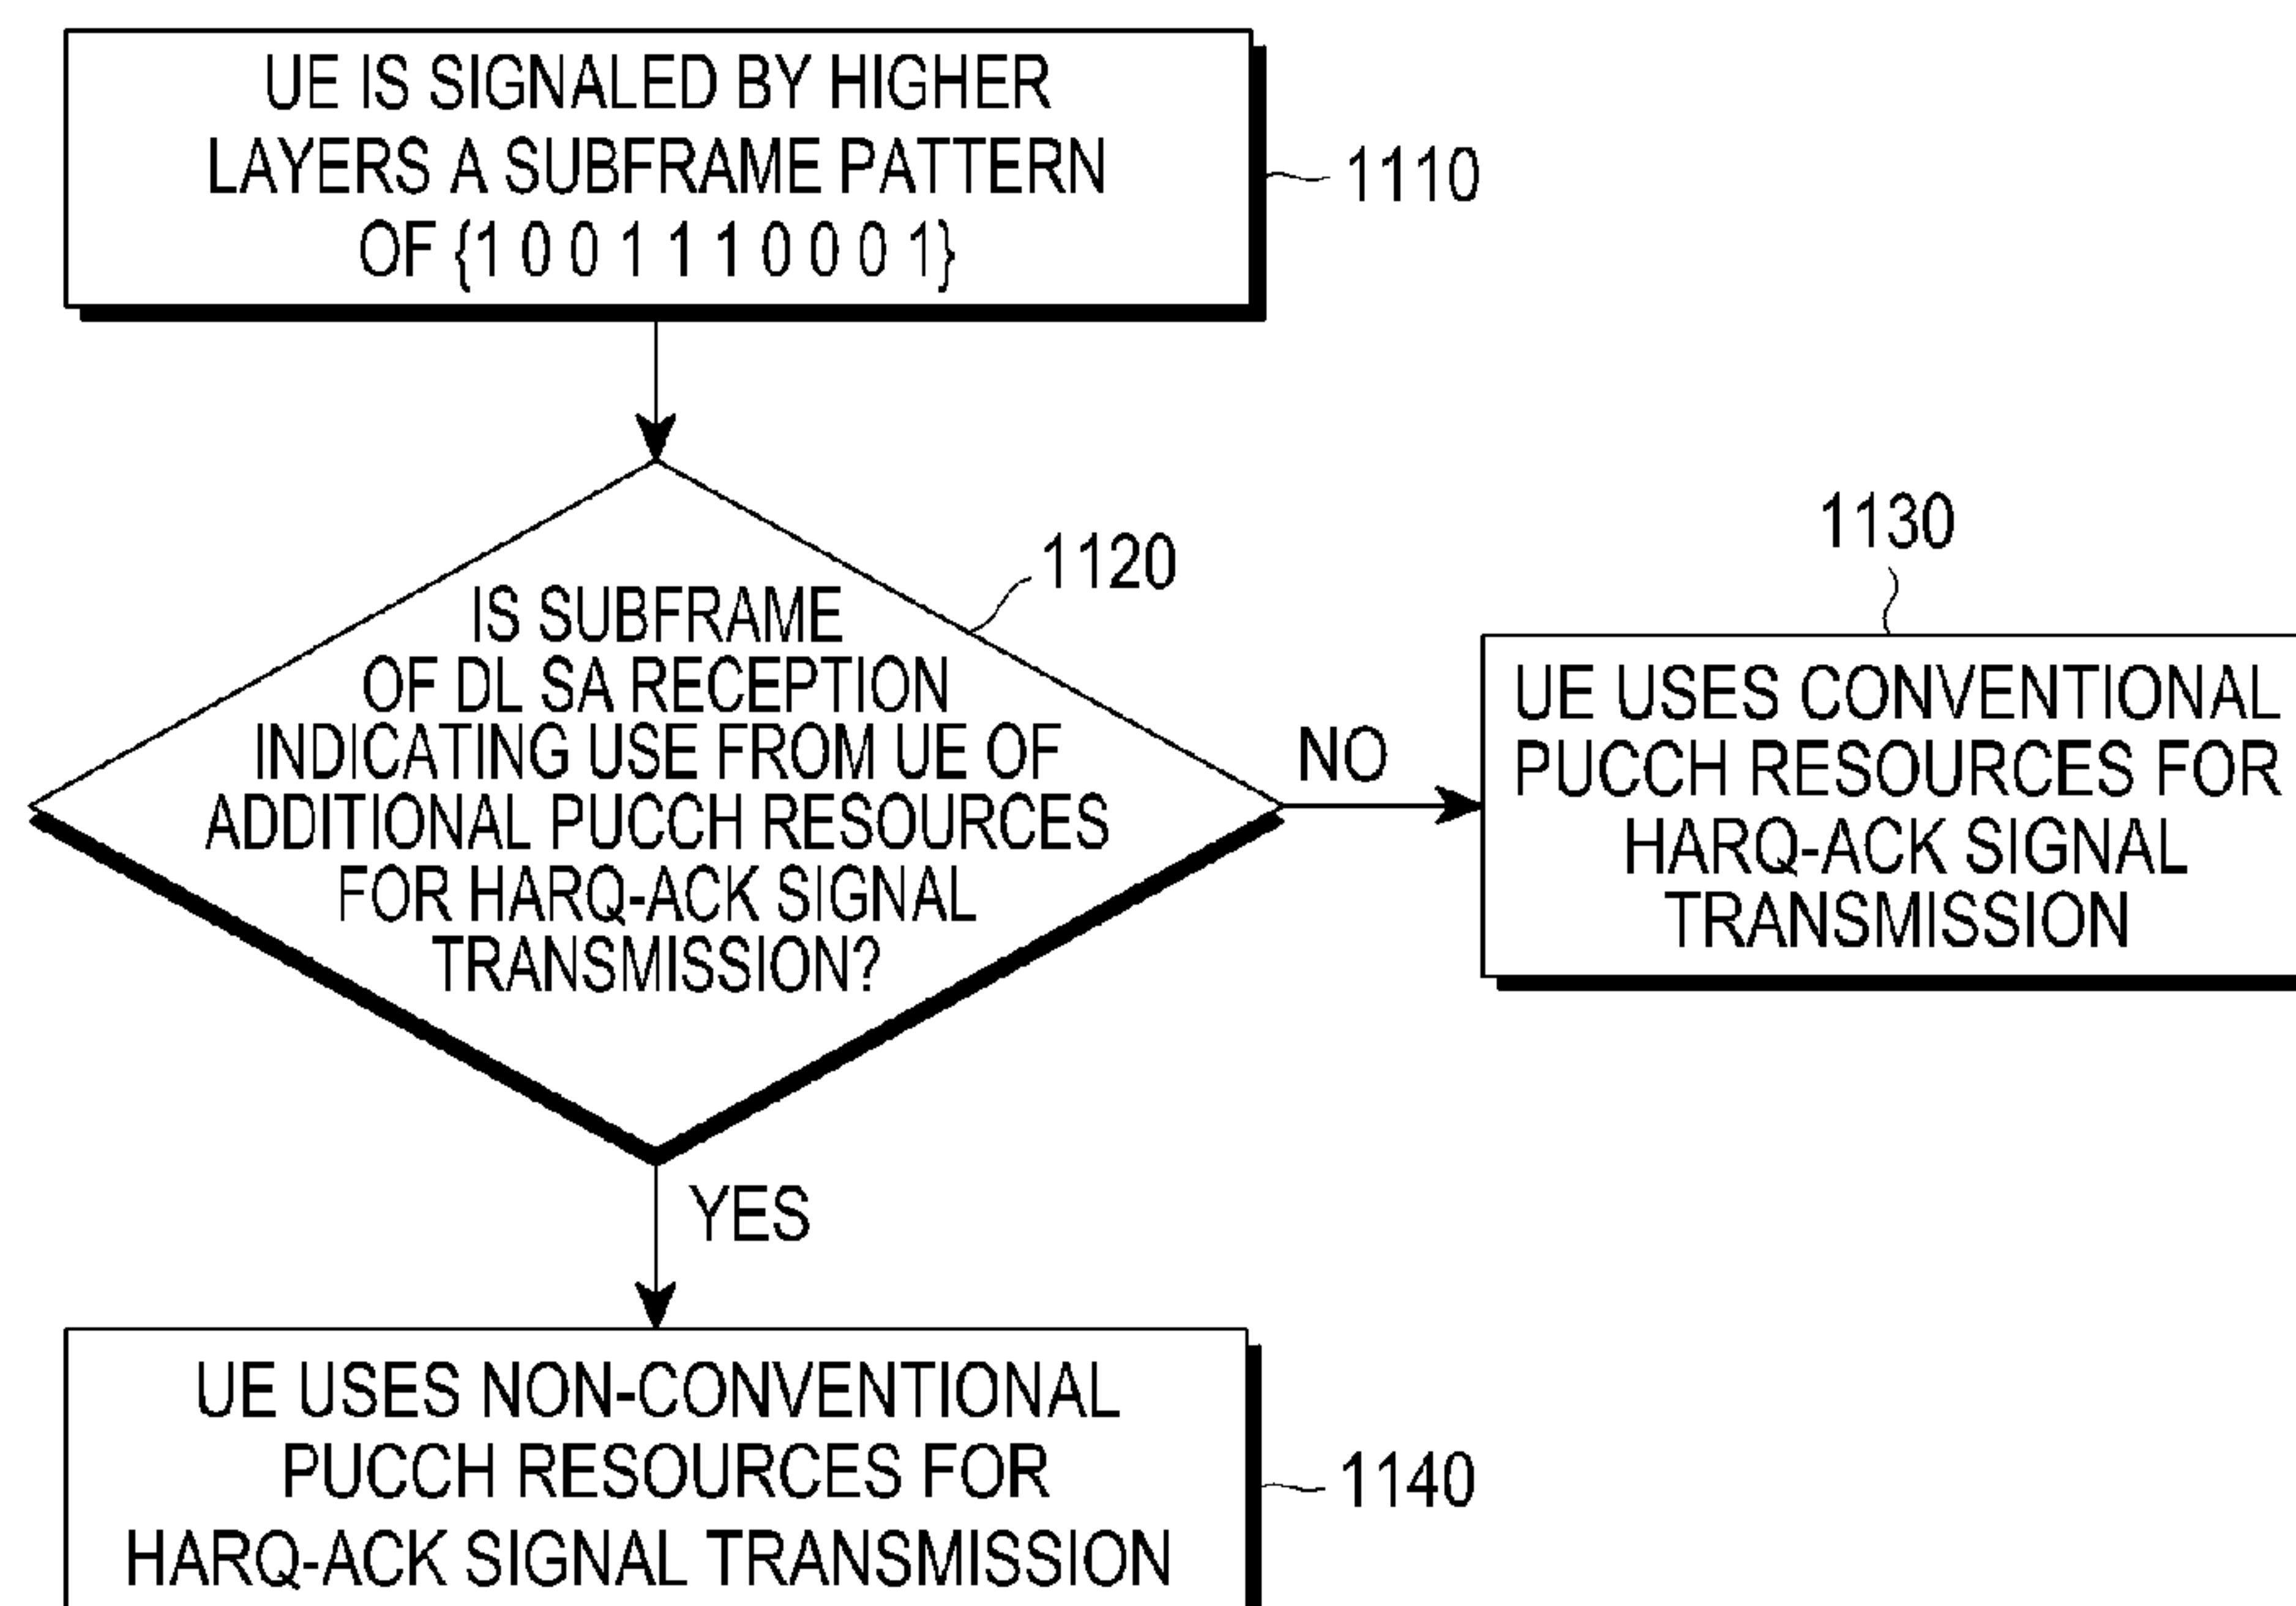 UE IS SIGNALED BY HIGHER
LAYERS A SUBFRAME PATTERN
OF {1 0 0 1 1 1 0 0 0 1}
1110
1120
IS SUBFRAME
OF DL SA RECEPTION
INDICATING USE FROM UE OF
ADDITIONAL PUCCH RESOURCES
FOR HARQ-ACK SIGNAL
TRANSMISSION?
NO
1130
UE USES CONVENTIONAL
PUCCH RESOURCES FOR
HARQ-ACK SIGNAL
TRANSMISSION
YES
UE USES NON-CONVENTIONAL
PUCCH RESOURCES FOR
HARQ-ACK SIGNAL TRANSMISSION
1140